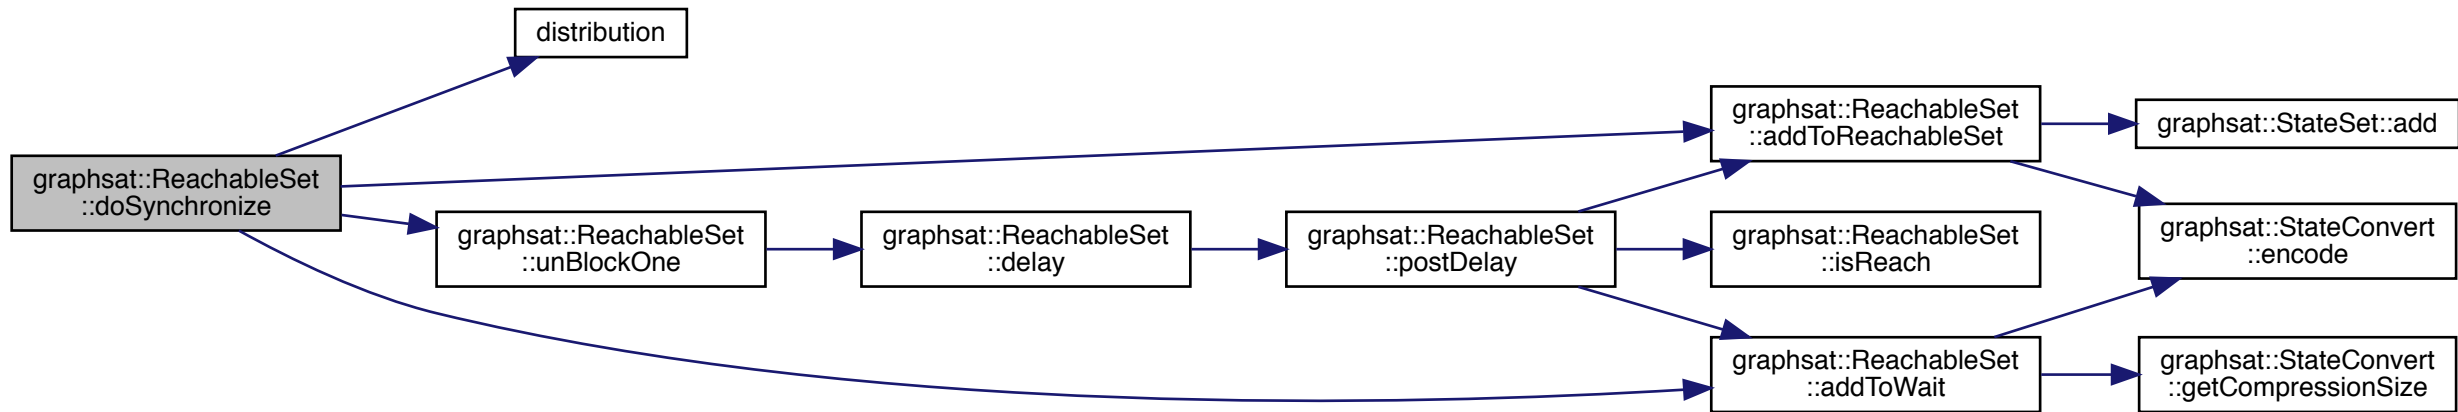 distribution
graphsat::ReachableSet
::doSynchronize
graphsat::ReachableSet
::unBlockOne
graphsat::ReachableSet
::delay
graphsat::ReachableSet
::postDelay
graphsat::ReachableSet
::addToReachableSet
graphsat::ReachableSet
::isReach
graphsat::ReachableSet
::addToWait
graphsat::StateSet::add
graphsat::StateConvert
::encode
graphsat::StateConvert
::getCompressionSize